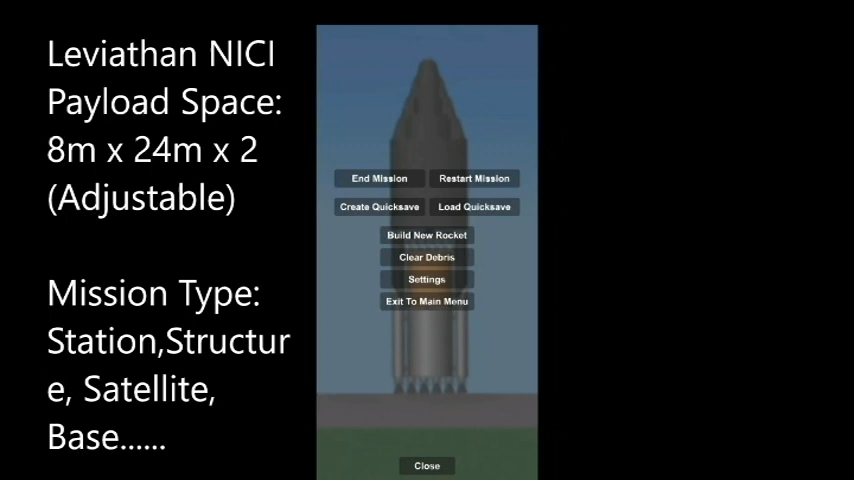 Leviathan NICI
Payload Space:
8m x 24m x 2
(Adjustable)
Mission Type:
Station,Structur
e, Satellite,
Base......
End Mission Restart Mission
Create Quicksave Load Quicksave
Build New Rocket
Clear Debris
Settings
Exit To Main Menu
Close